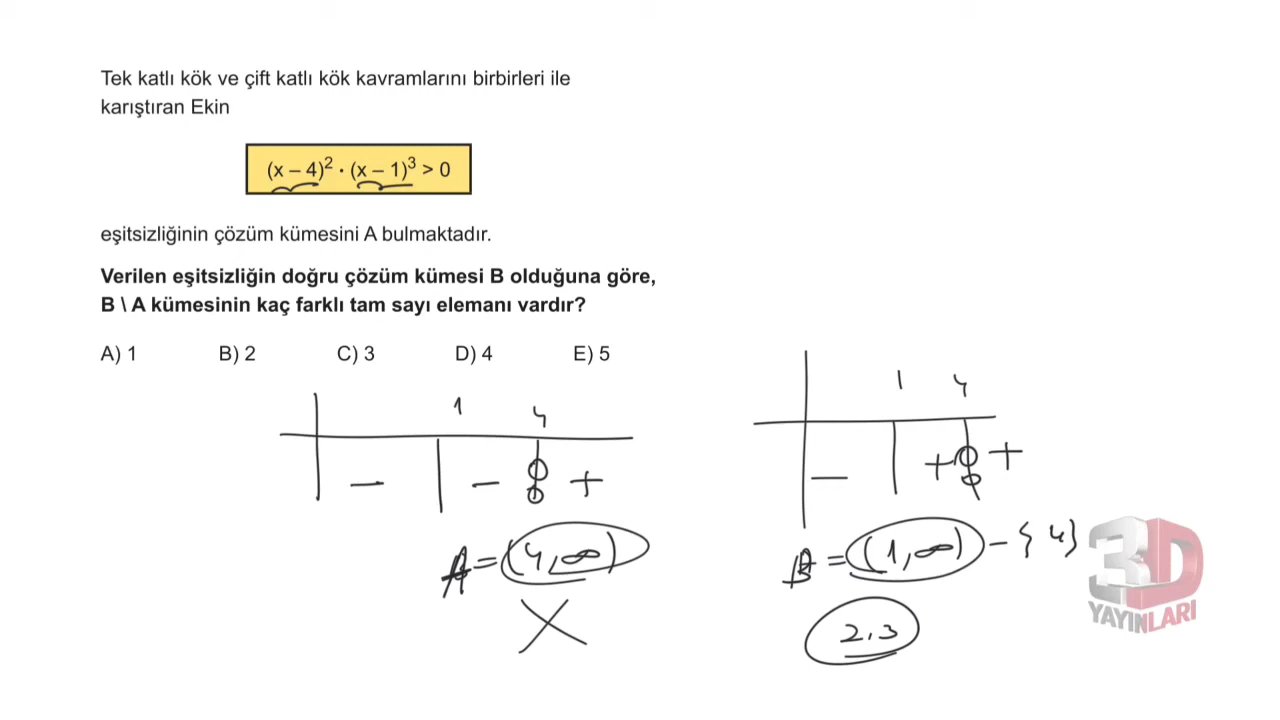 Tek katlı kök ve çift katlı kök kavramlarını birbirleri ile
karıştıran Ekin
(x – 4)² · (x – 1)³ > 0
eşitsizliğinin çözüm kümesini A bulmaktadır.
Verilen eşitsizliğin doğru çözüm kümesi B olduğuna göre,
B \ A kümesinin kaç farklı tam sayı elemanı vardır?
A) 1 B) 2 C) 3 D) 4 E) 5
1 4
– – +
A = (4, ∞)
1 4
– + +
B = (1, ∞) – {4}
2.3
3D
YAYINLARI